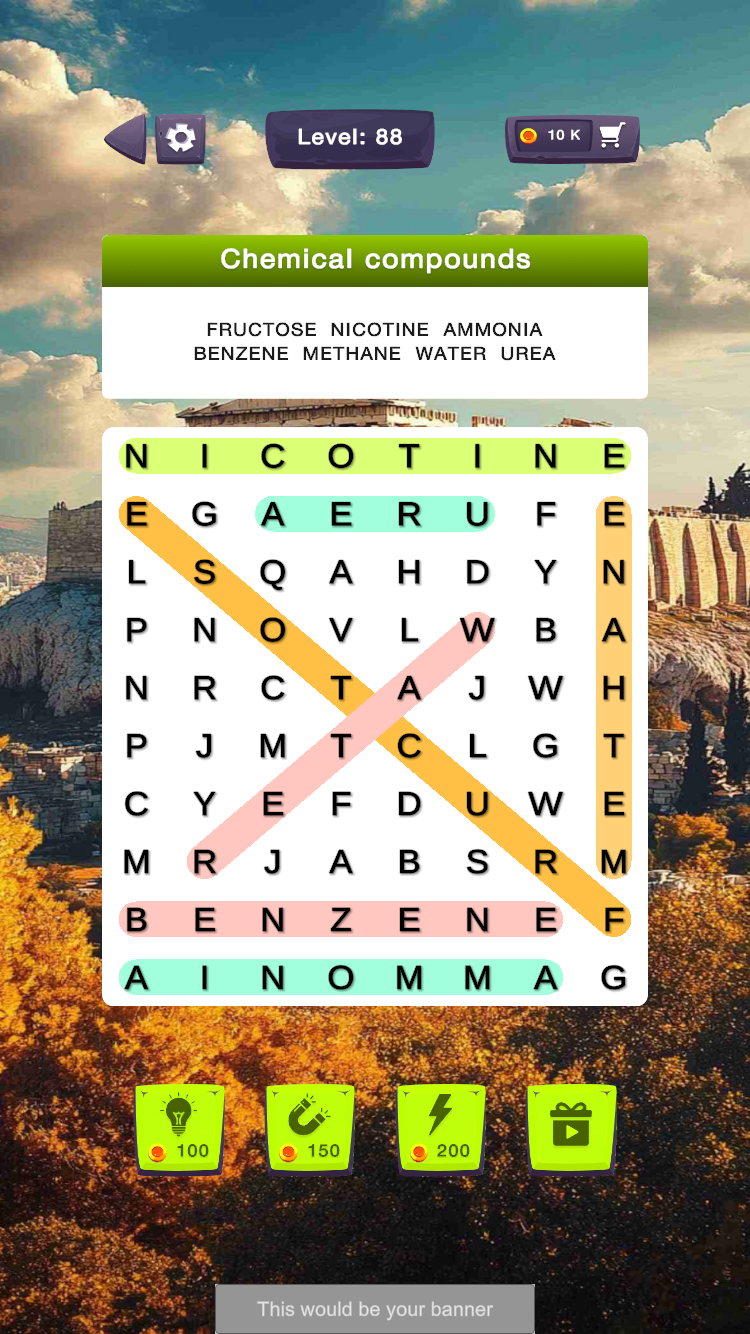 Level: 88
10 K
Chemical compounds
FRUCTOSE NICOTINE AMMONIA
BENZENE METHANE WATER UREA
N I C O T I N E
E G A E R U F E
L S Q A H D Y N
P N O V L W B A
N R C T A J W H
P J M T C L G T
C Y E F D U W E
M R J A B S R M
B E N Z E N E F
A I N O M M A G
100 150 200
This would be your banner